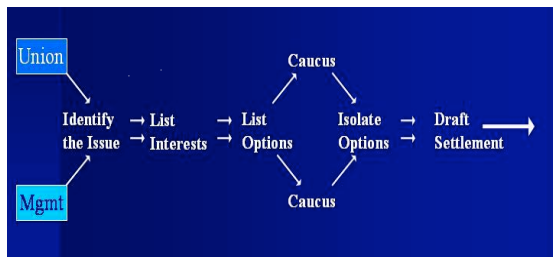 Union
Caucus
Identify
the Issue
List
Interests
List
Options
Isolate
Options
Draft
Settlement
Mgmt
Caucus